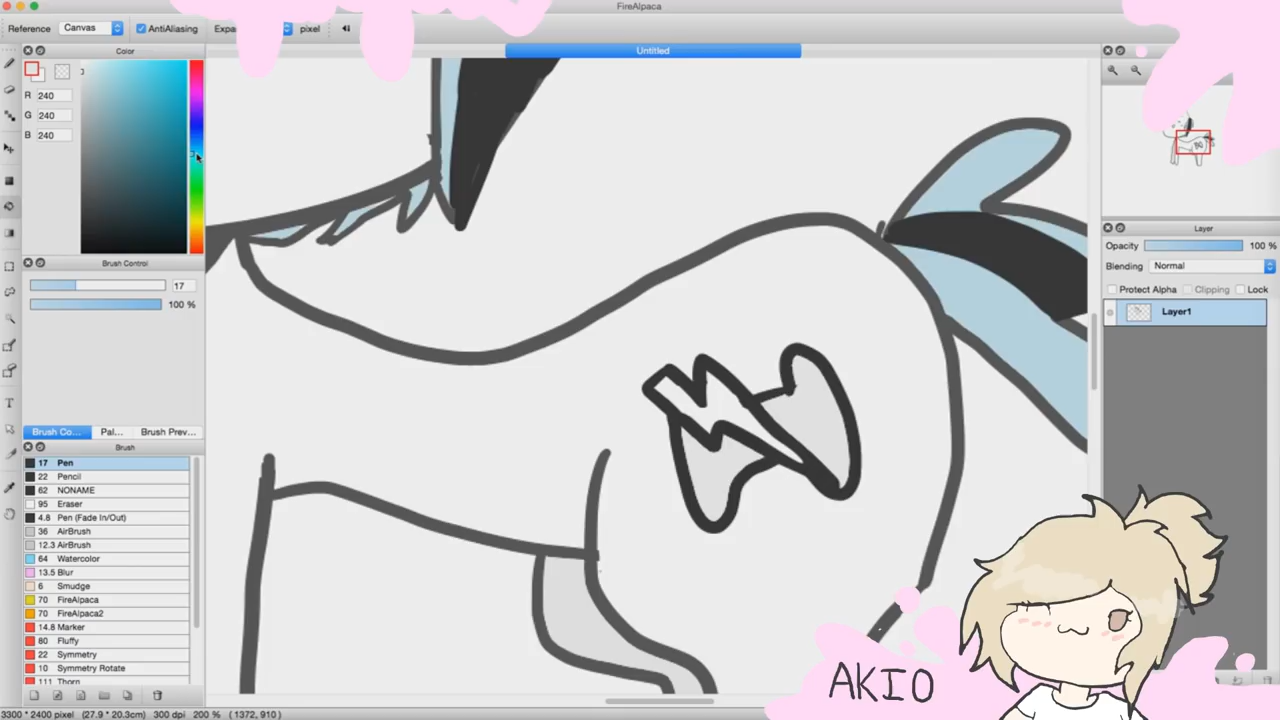 FireAlpaca
Reference Canvas AntiAliasing Expa pixel
Untitled
Color
R 240
G 240
B 240
Brush Control
17
100 %
Brush Co... Pal... Brush Prev...
Brush
17 Pen
22 Pencil
62 NONAME
95 Eraser
4.8 Pen (Fade In/Out)
36 AirBrush
12.3 AirBrush
64 Watercolor
13.5 Blur
6 Smudge
70 FireAlpaca
70 FireAlpaca2
14.8 Marker
80 Fluffy
22 Symmetry
10 Symmetry Rotate
111 Thorn
3300 * 2400 pixel (27.9 * 20.3cm) 300 dpi 200 % ( 1372, 910 )
Layer
Opacity 100 %
Blending Normal
Protect Alpha Clipping Lock
Layer1
AKIO